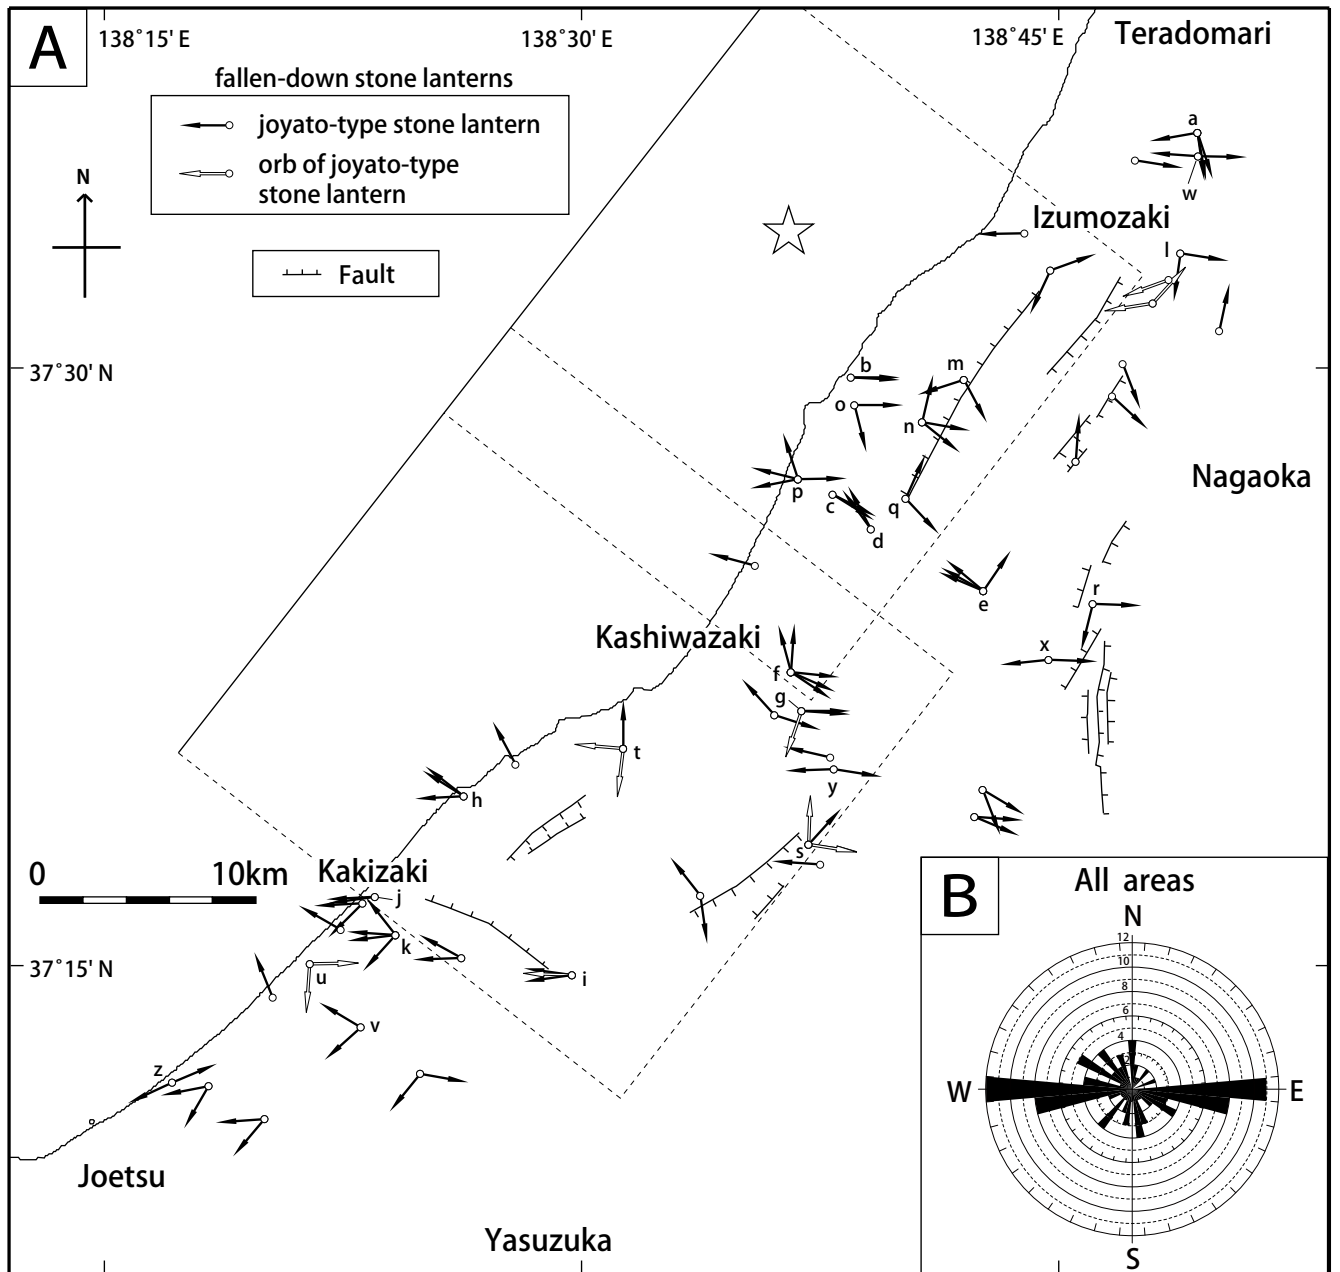 A
138˚15' E
138˚30' E
138˚45' E
Teradomari
fallen-down stone lanterns
joyato-type stone lantern
orb of joyato-type
stone lantern
N
Fault
a
w
Izumozaki
l
37˚30' N
b
m
o
n
p
c
q
d
Nagaoka
e
r
Kashiwazaki
x
f
g
t
y
h
s
0
10km
Kakizaki
j
k
37˚15' N
u
i
v
z
Joetsu
Yasuzuka
B
All areas
N
12
10
8
6
4
2
W
E
S